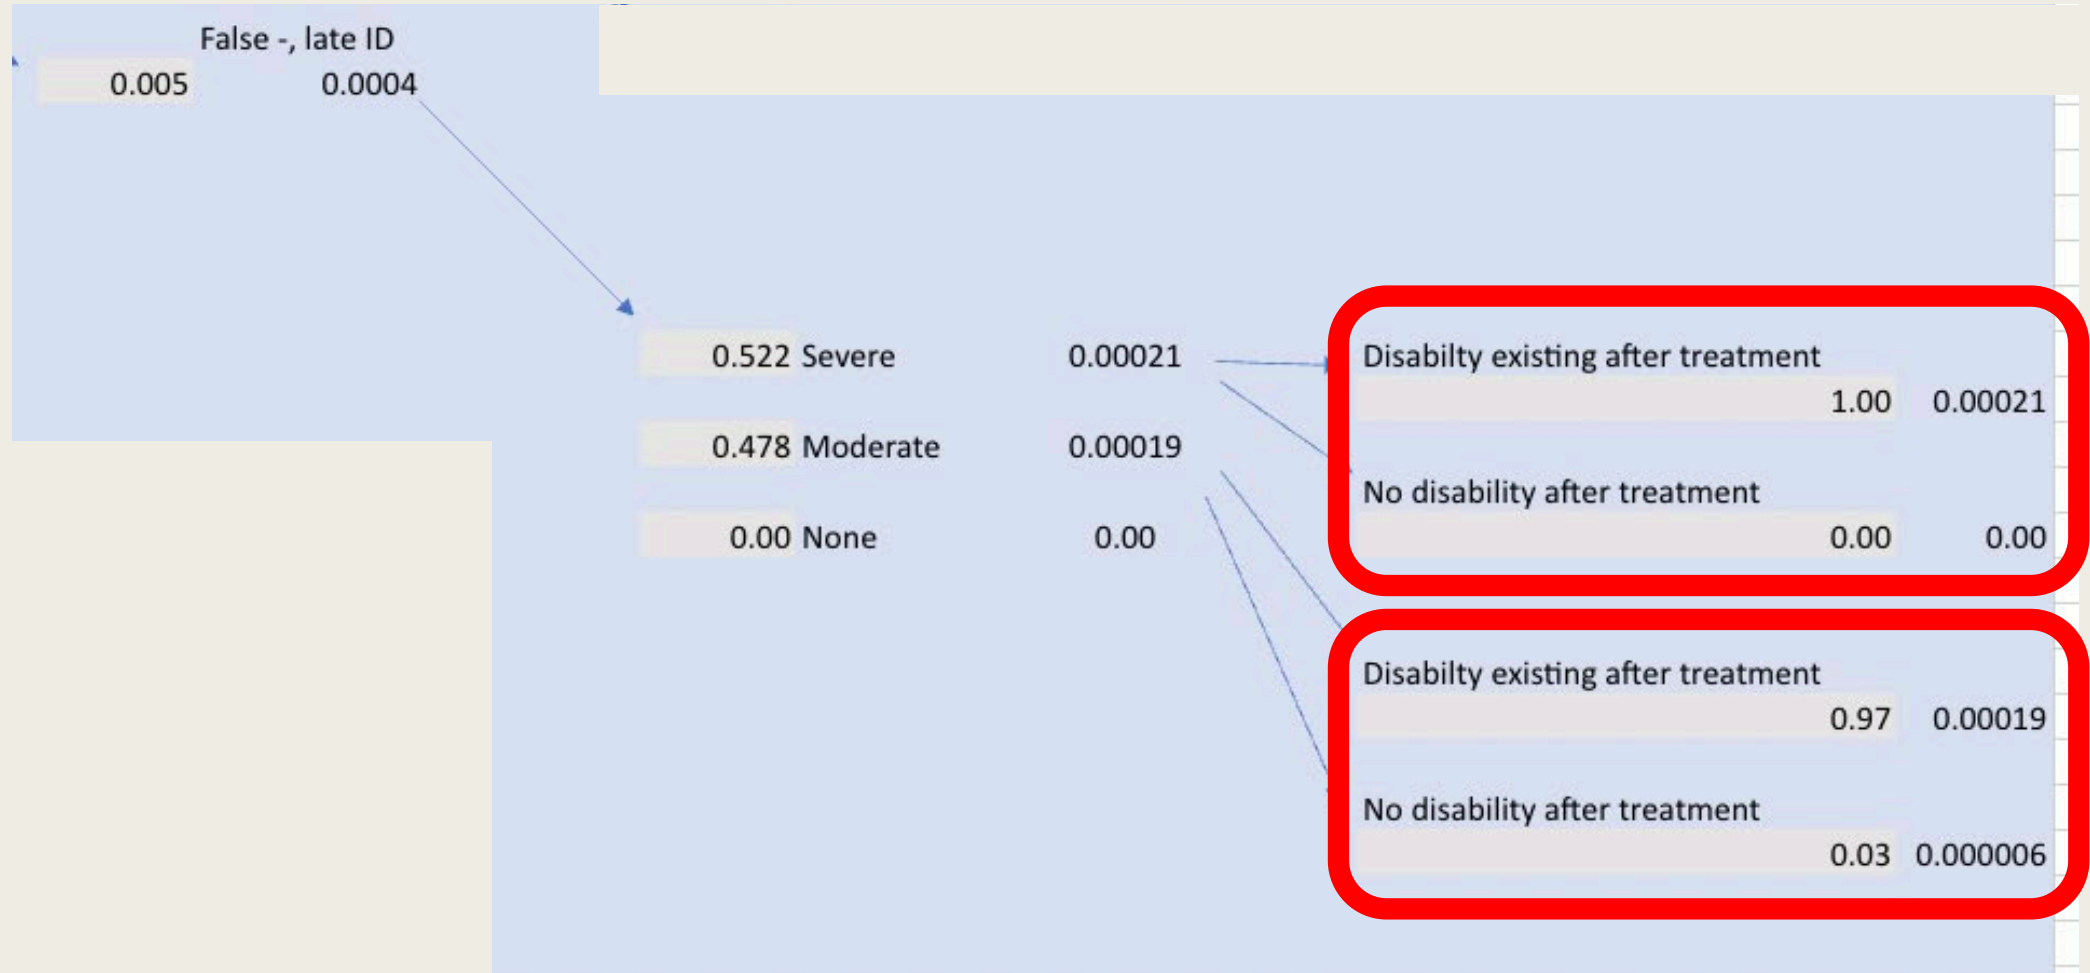 False -, late ID
0.005 0.0004
0.522 Severe 0.00021
0.478 Moderate 0.00019
0.00 None 0.00
Disabilty existing after treatment
1.00 0.00021
No disability after treatment
0.00 0.00
Disabilty existing after treatment
0.97 0.00019
No disability after treatment
0.03 0.000006